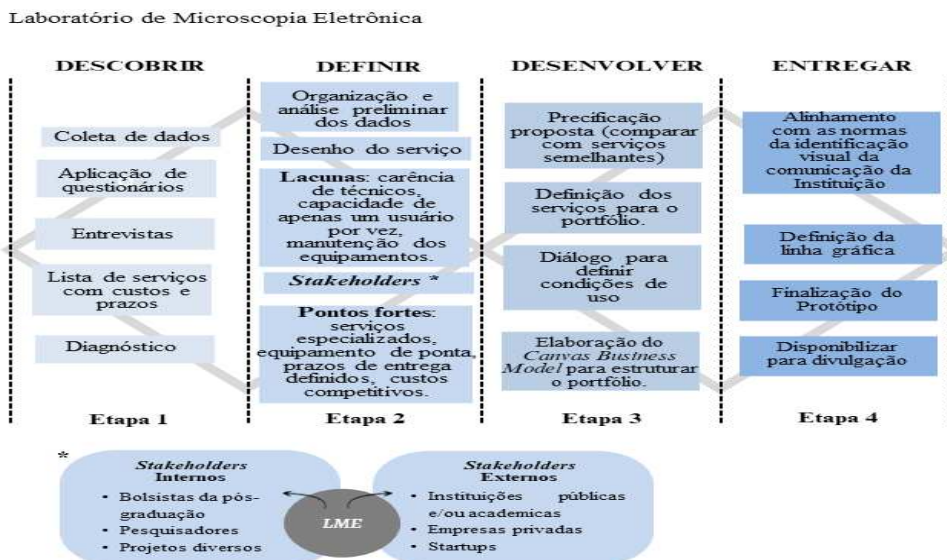 Laboratório de Microscopia Eletrônica
DESCOBRIR
Coleta de dados
Aplicação de
questionários
Entrevistas
Lista de serviços
com custos e
prazos
Diagnóstico
Etapa 1
DEFINIR
Organização e
análise preliminar
dos dados
Desenho do serviço
Lacunas: carência
de técnicos,
capacidade de
apenas um usuário
por vez,
manutenção dos
equipamentos.
Stakeholders *
Pontos fortes:
serviços
especializados,
equipamento de ponta,
prazos de entrega
definidos, custos
competitivos.
Etapa 2
DESENVOLVER
Precificação
proposta (comparar
com serviços
semelhantes)
Definição dos
serviços para o
portfólio.
Diálogo para
definir
condições de
uso
Elaboração do
Canvas Business
Model para estruturar
o portfólio.
Etapa 3
ENTREGAR
Alinhamento
com as normas
da identificação
visual da
comunicação da
Instituição
Definição da
linha gráfica
Finalização do
Protótipo
Disponibilizar
para divulgação
Etapa 4
*
Stakeholders
Internos
• Bolsistas da pós-
graduação
• Pesquisadores
• Projetos diversos
LME
Stakeholders
Externos
• Instituições públicas
e/ou academicas
• Empresas privadas
• Startups